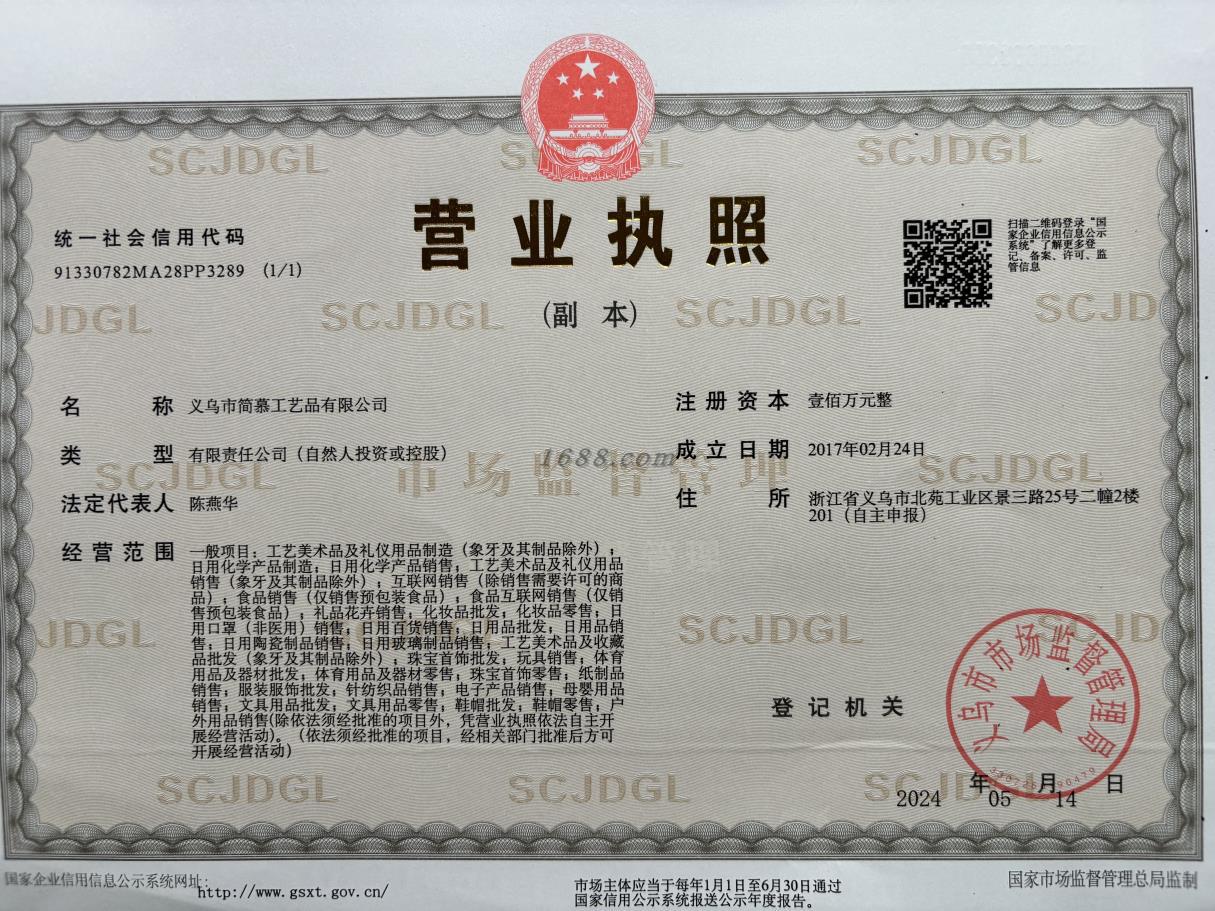 SCJDGL
SCJDGL
营业执照
(副 本)
统一社会信用代码
91330782MA28PP3289 (1/1)
扫描二维码登录“国
家企业信用信息公示
系统”了解更多登
记、备案、许可、监
管信息
JDGL SCJDGL SCJDGL SCJD
名 称 义乌市简慕工艺品有限公司
类 型 有限责任公司（自然人投资或控股）
法定代表人 陈燕华
经营范围 一般项目：工艺美术品及礼仪用品制造（象牙及其制品除外）；
日用化学产品制造；日用化学产品销售；工艺美术品及礼仪用品
销售（象牙及其制品除外）；互联网销售（除销售需要许可的商
品）；食品销售（仅销售预包装食品）；食品互联网销售（仅销
售预包装食品）；礼品花卉销售；化妆品批发；化妆品零售；日
用口罩（非医用）销售；日用百货销售；日用品批发；日用品销
售；日用陶瓷制品销售；日用玻璃制品销售；工艺美术品及收藏
品批发（象牙及其制品除外）；珠宝首饰批发；玩具销售；体育
用品及器材批发；体育用品及器材零售；珠宝首饰零售；纸制品
销售；服装服饰批发；针纺织品销售；电子产品销售；母婴用品
销售；文具用品批发；文具用品零售；鞋帽批发；鞋帽零售；户
外用品销售(除依法须经批准的项目外，凭营业执照依法自主开
展经营活动)。（依法须经批准的项目，经相关部门批准后方可
开展经营活动）
注册资本 壹佰万元整
成立日期 2017年02月24日
住 所 浙江省义乌市北苑工业区景三路25号二幢2楼
201（自主申报）
SCJDGL 市场监督管理 SCJDGL
1688.com
JDGL SCJDGL SCJD
登记机关
义乌市市场监督管理局
2024 年 05 月 14 日
SCJDGL SCJDGL SCJDGL
国家企业信用信息公示系统网址：http://www.gsxt.gov.cn/
市场主体应当于每年1月1日至6月30日通过
国家信用公示系统报送公示年度报告。
国家市场监督管理总局监制